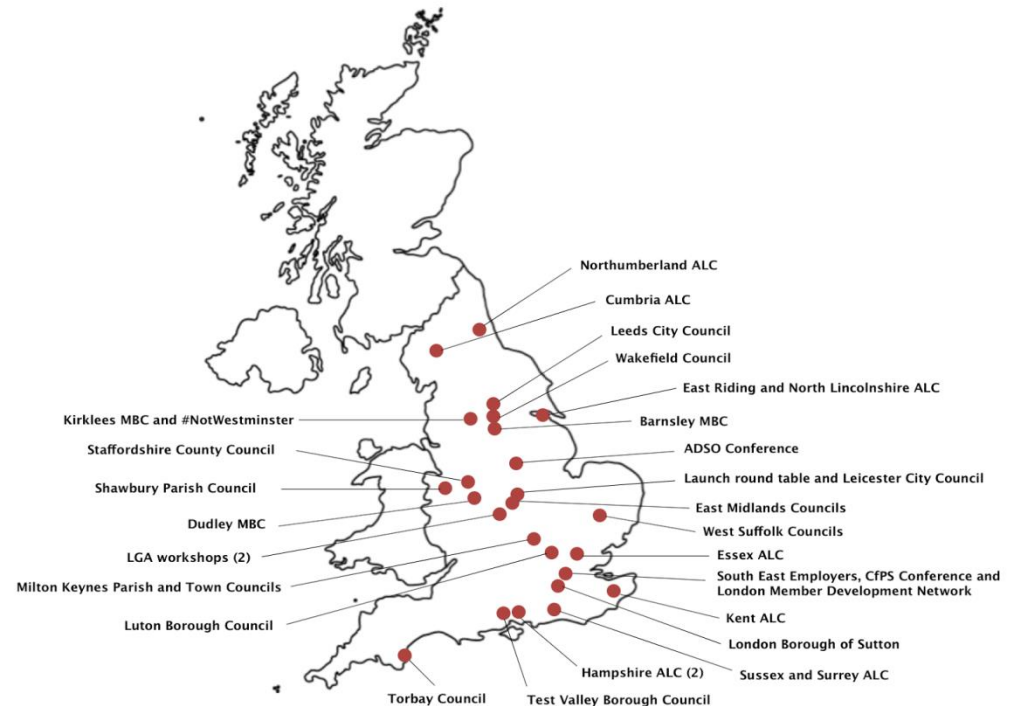 Northumberland ALC
Cumbria ALC
Leeds City Council
Wakefield Council
East Riding and North Lincolnshire ALC
Kirklees MBC and #NotWestminster
Barnsley MBC
Staffordshire County Council
ADSO Conference
Shawbury Parish Council
Launch round table and Leicester City Council
East Midlands Councils
Dudley MBC
West Suffolk Councils
LGA workshops (2)
Essex ALC
Milton Keynes Parish and Town Councils
South East Employers, CfPS Conference and
London Member Development Network
Kent ALC
Luton Borough Council
London Borough of Sutton
Hampshire ALC (2)
Sussex and Surrey ALC
Torbay Council
Test Valley Borough Council